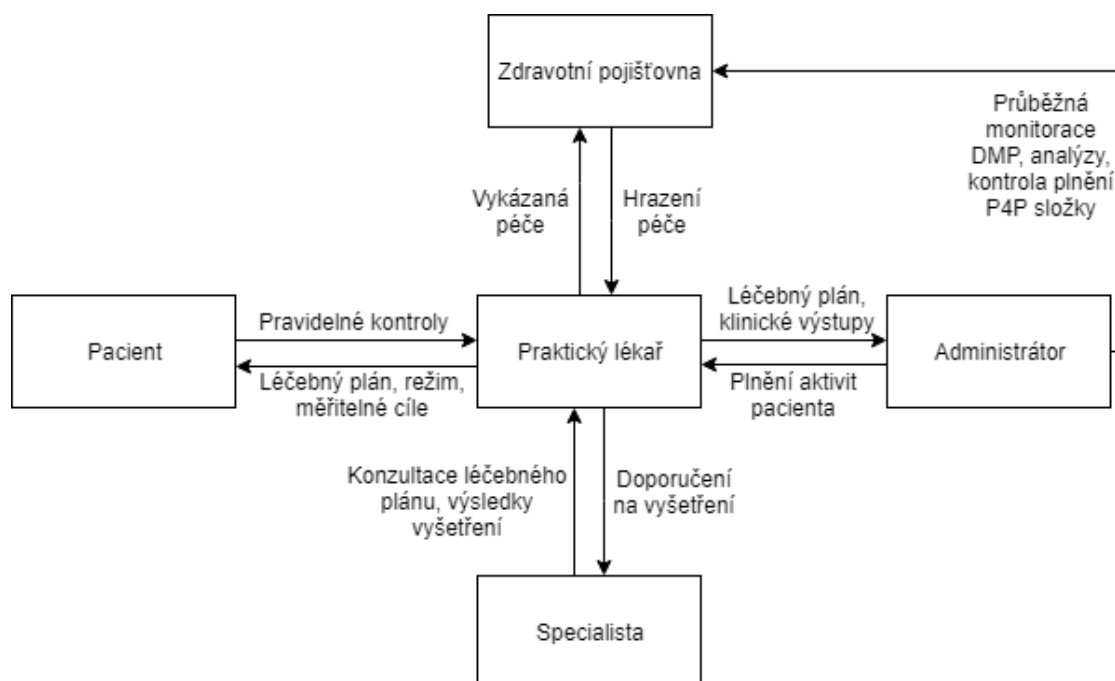 Zdravotní pojišťovna
Průběžná
monitorace
DMP, analýzy,
kontrola plnění
P4P složky
Vykázaná
péče
Hrazení
péče
Pacient
Pravidelné kontroly
Léčebný plán, režim,
měřitelné cíle
Praktický lékař
Léčebný plán,
klinické výstupy
Plnění aktivit
pacienta
Administrátor
Konzultace léčebného
plánu, výsledky
vyšetření
Doporučení
na vyšetření
Specialista